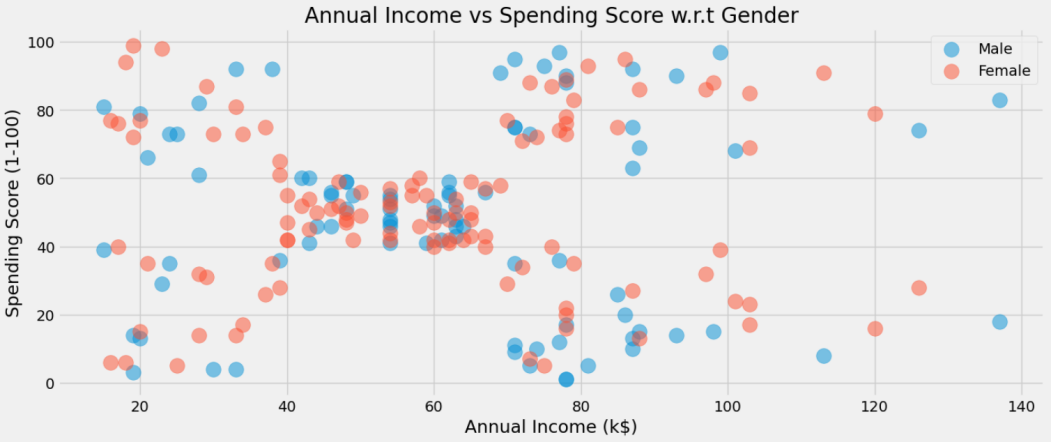 Annual Income vs Spending Score w.r.t Gender
Spending Score (1-100)
100
80
60
40
20
0
Male
Female
20 40 60 80 100 120 140
Annual Income (k$)